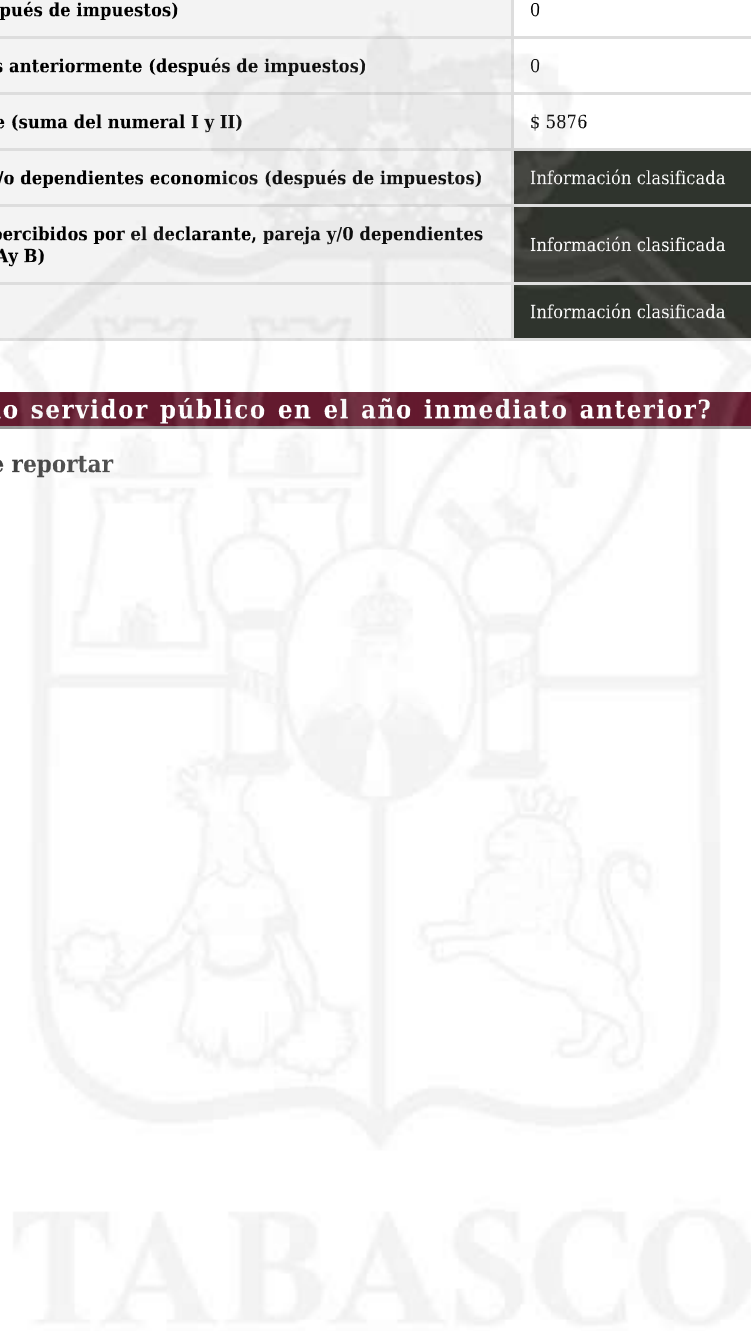 pués de impuestos)
0
s anteriormente (después de impuestos)
0
e (suma del numeral I y II)
$ 5876
/o dependientes economicos (después de impuestos)
Información clasificada
percibidos por el declarante, pareja y/0 dependientes
Ay B)
Información clasificada
Información clasificada
o servidor público en el año inmediato anterior?
e reportar
TABASCO